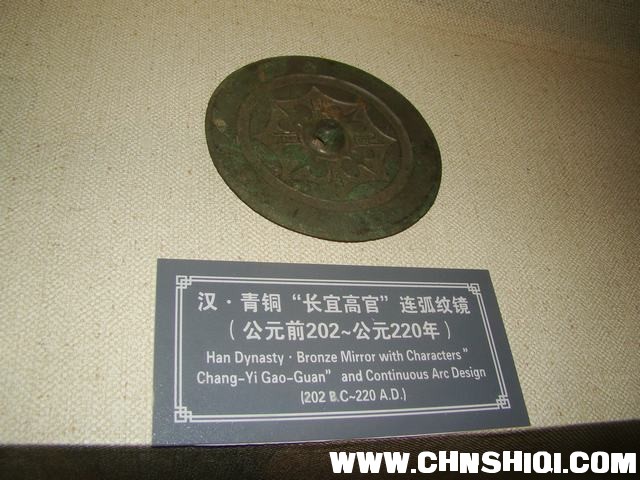 汉·青铜“长宜高官”连弧纹镜
（公元前202~公元220年）
Han Dynasty · Bronze Mirror with Characters”
Chang-Yi Gao-Guan” and Continuous Arc Design
(202 B.C~220 A.D.)
WWW.CHNSHIQI.COM